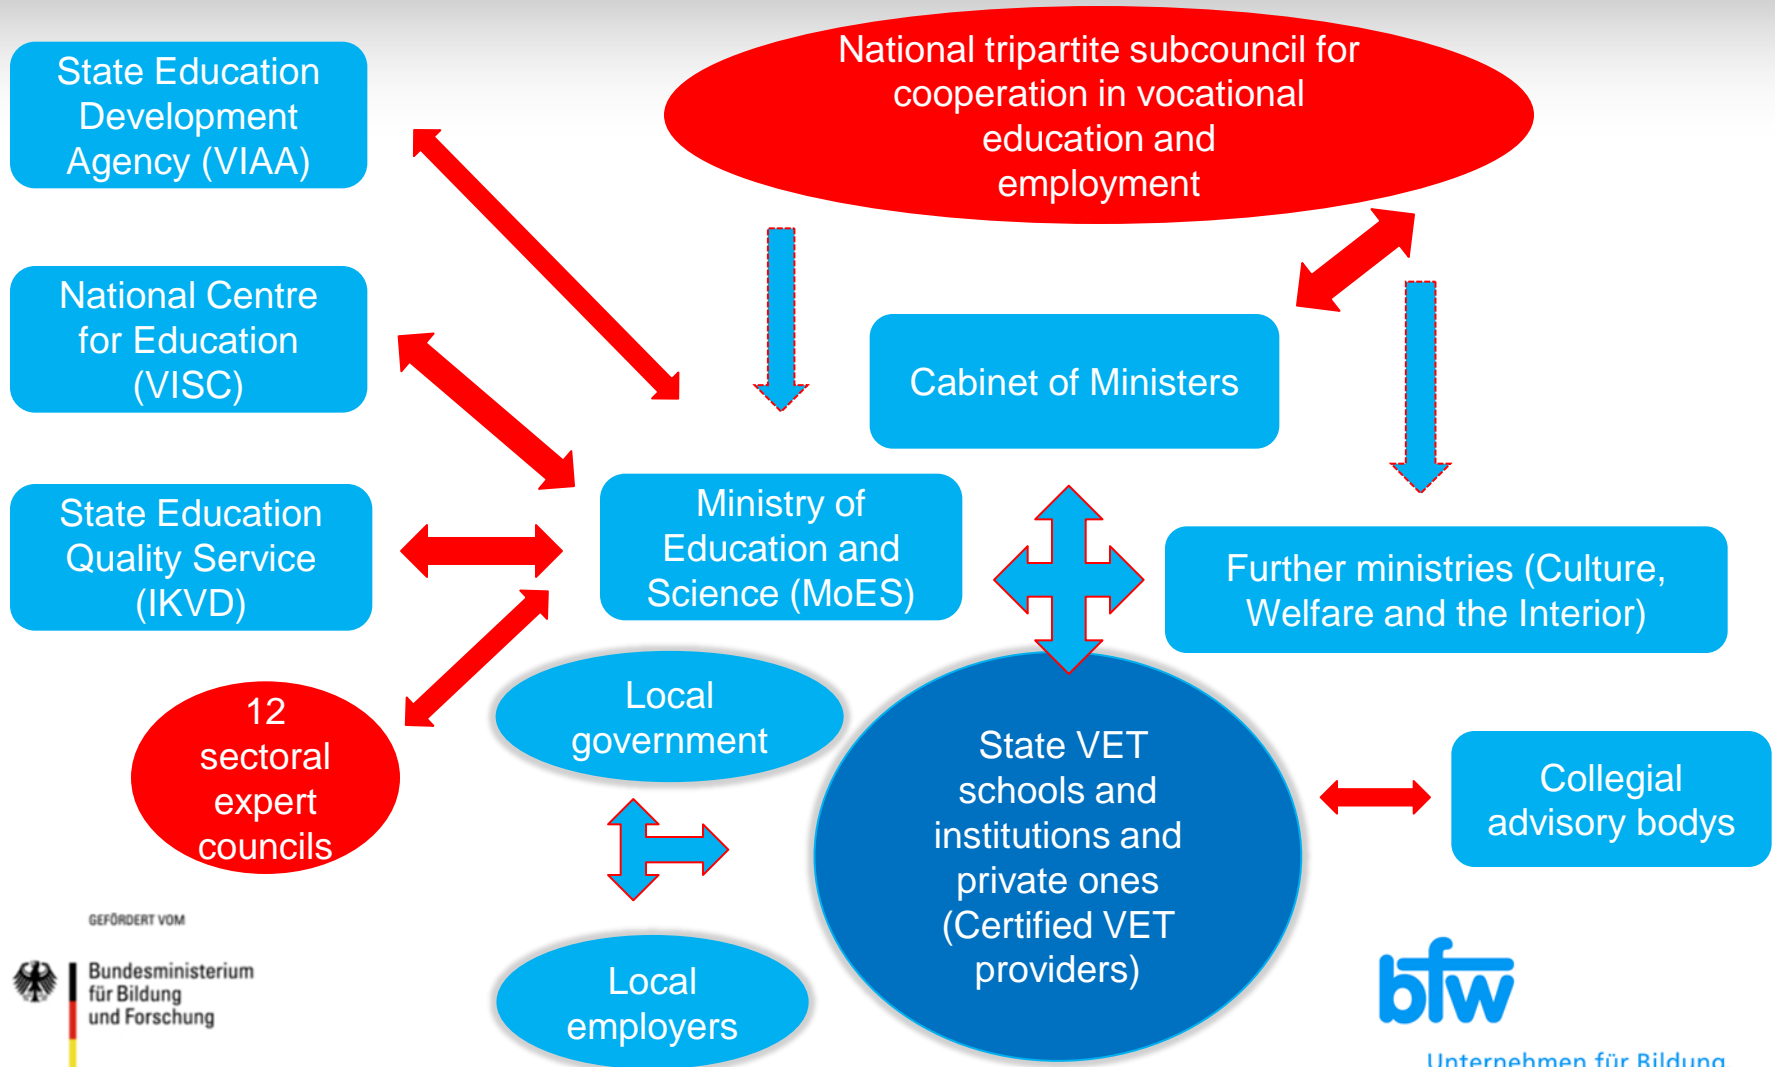 State Education
Development
Agency (VIAA)
National tripartite subcouncil for
cooperation in vocational
education and
employment
National Centre
for Education
(VISC)
Cabinet of Ministers
State Education
Quality Service
(IKVD)
Ministry of
Education and
Science (MoES)
Further ministries (Culture,
Welfare and the Interior)
12
sectoral
expert
councils
Local
government
State VET
schools and
institutions and
private ones
(Certified VET
providers)
Collegial
advisory bodys
Local
employers
GEFÖRDERT VOM
Bundesministerium
für Bildung
und Forschung
bfw
Unternehmen für Bildung